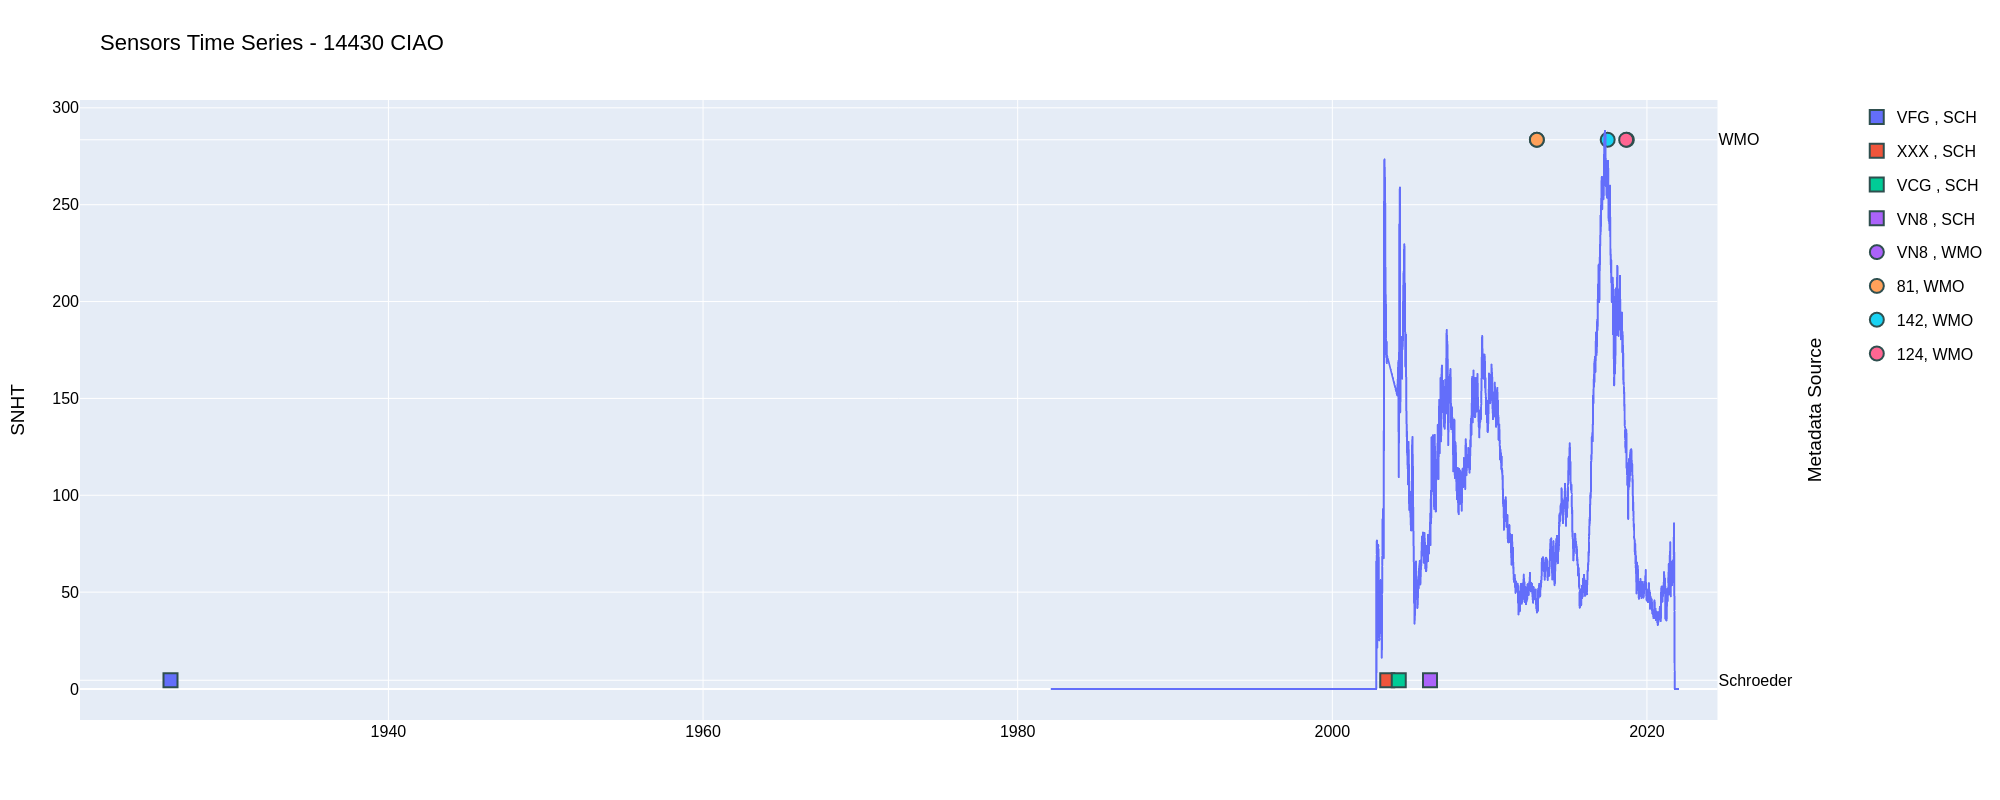 Sensors Time Series - 14430 CIAO
300
250
200
150
100
50
0
SNHT
1940
1960
1980
2000
2020
WMO
Schroeder
Metadata Source
VFG , SCH
XXX , SCH
VCG , SCH
VN8 , SCH
VN8 , WMO
81, WMO
142, WMO
124, WMO